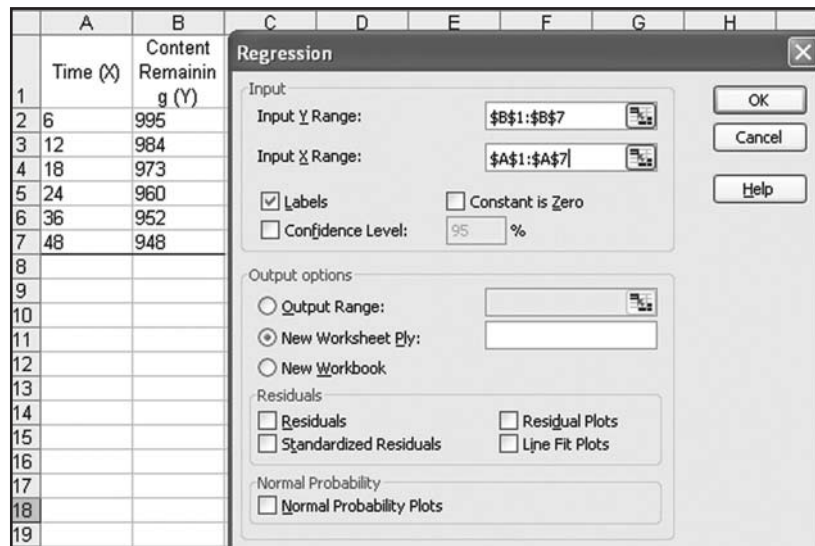 A B C D E F G H
1 Time (X) Content
Remainin
g (Y)
2 6 995
3 12 984
4 18 973
5 24 960
6 36 952
7 48 948
8
9
10
11
12
13
14
15
16
17
18
19
Regression
Input
Input Y Range: $B$1:$B$7
Input X Range: $A$1:$A$7
Labels Constant is Zero
Confidence Level: 95 %
OK
Cancel
Help
Output options
Output Range:
New Worksheet Ply:
New Workbook
Residuals
Residuals Residual Plots
Standardized Residuals Line Fit Plots
Normal Probability
Normal Probability Plots